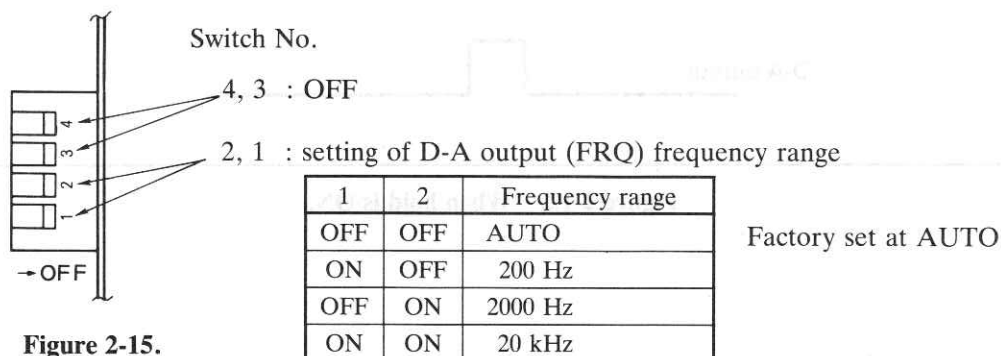 Switch No.
4, 3 : OFF
2, 1 : setting of D-A output (FRQ) frequency range
4
3
2
1
→ OFF
1 2 Frequency range
OFF OFF AUTO
ON OFF 200 Hz
OFF ON 2000 Hz
ON ON 20 kHz
Factory set at AUTO
Figure 2-15.